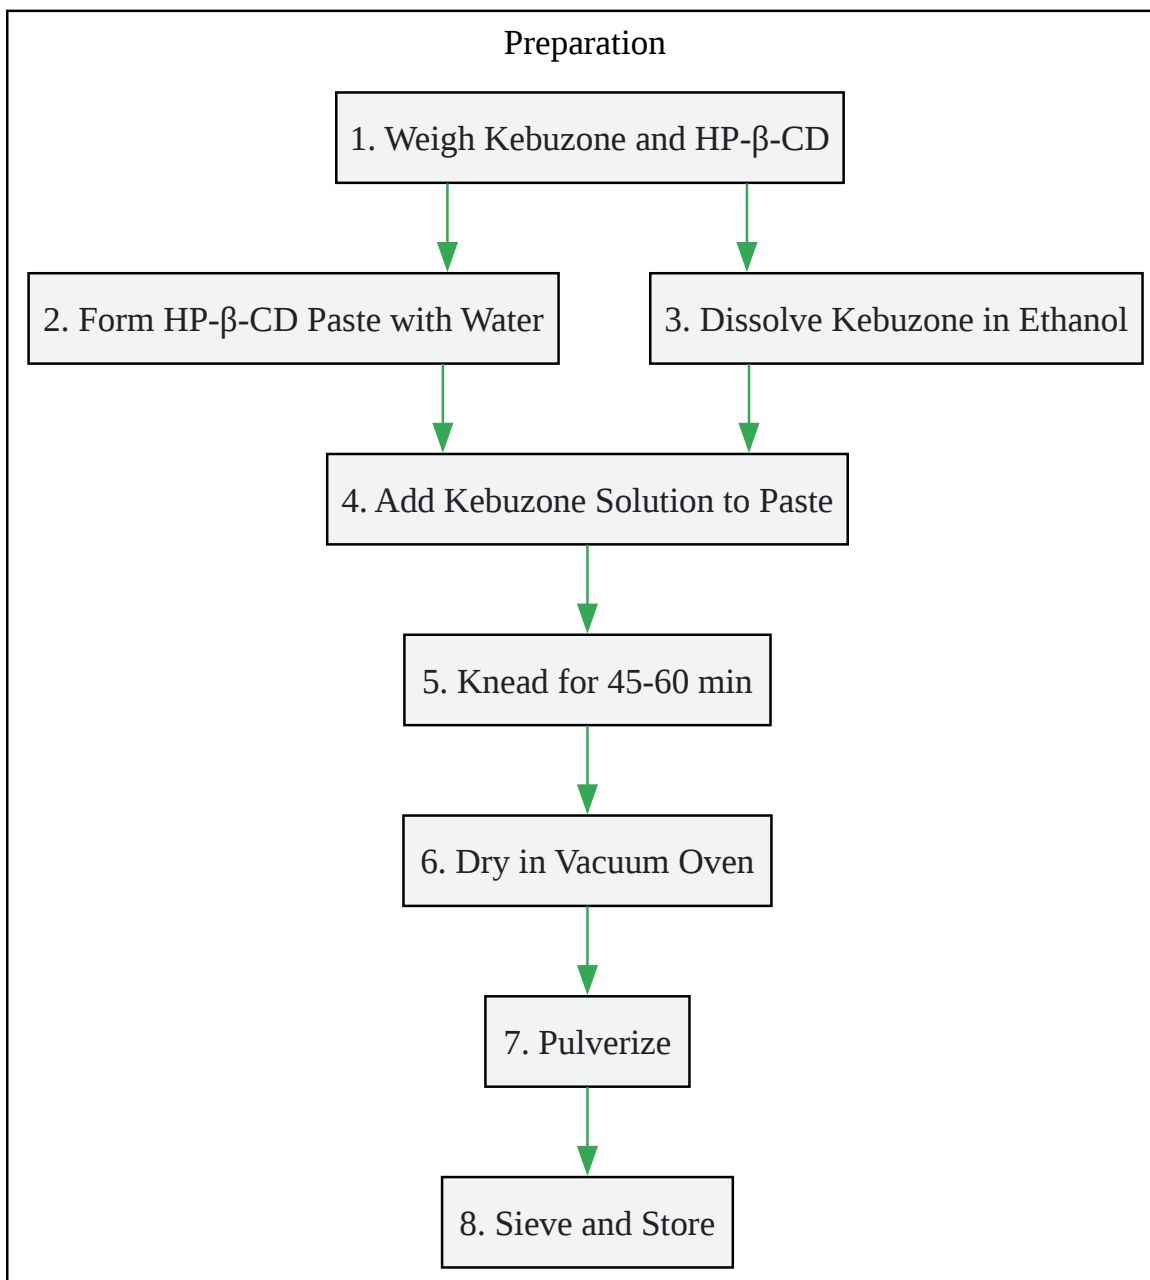 Preparation
1. Weigh Kebuzone and HP-β-CD
2. Form HP-β-CD Paste with Water
3. Dissolve Kebuzone in Ethanol
4. Add Kebuzone Solution to Paste
5. Knead for 45-60 min
6. Dry in Vacuum Oven
7. Pulverize
8. Sieve and Store